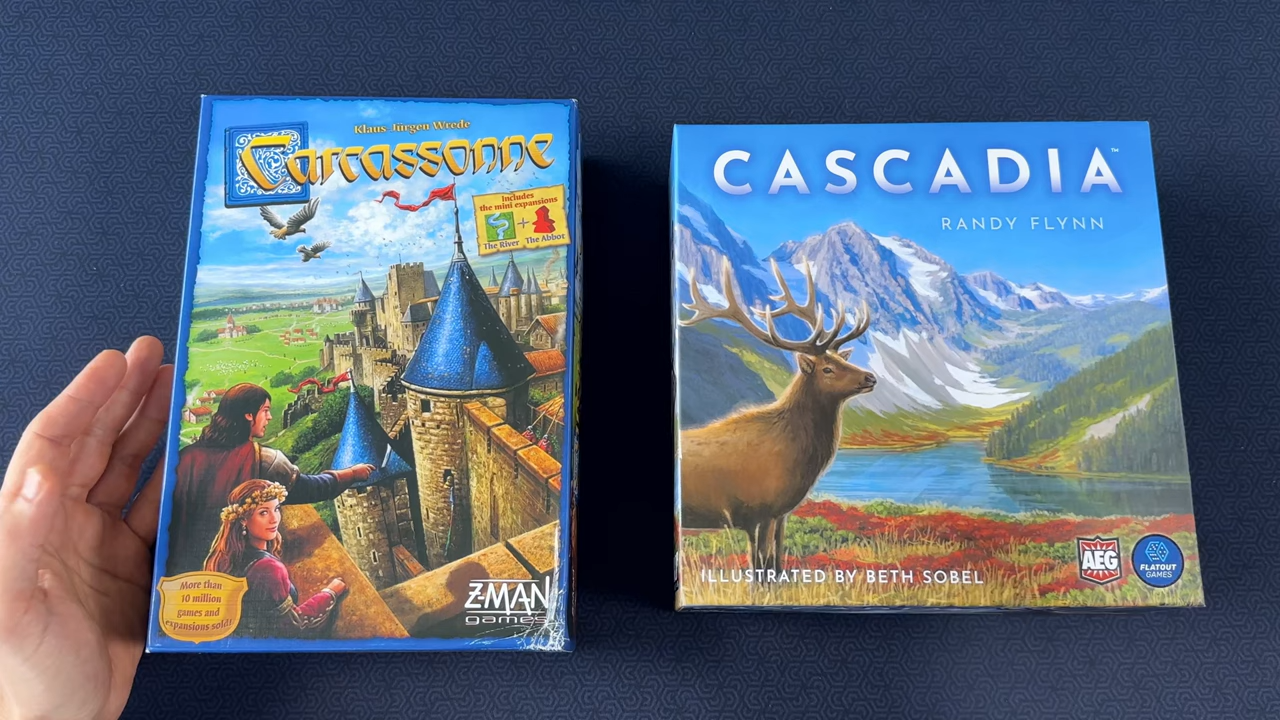 Klaus-Jürgen Wrede
Carcassonne
Includes
the mini expansions
+
The River The Abbot
More than
10 million
games and
expansions sold!
Z-MAN
games
CASCADIA™
RANDY FLYNN
ILLUSTRATED BY BETH SOBEL
AEG
FLATOUT
GAMES